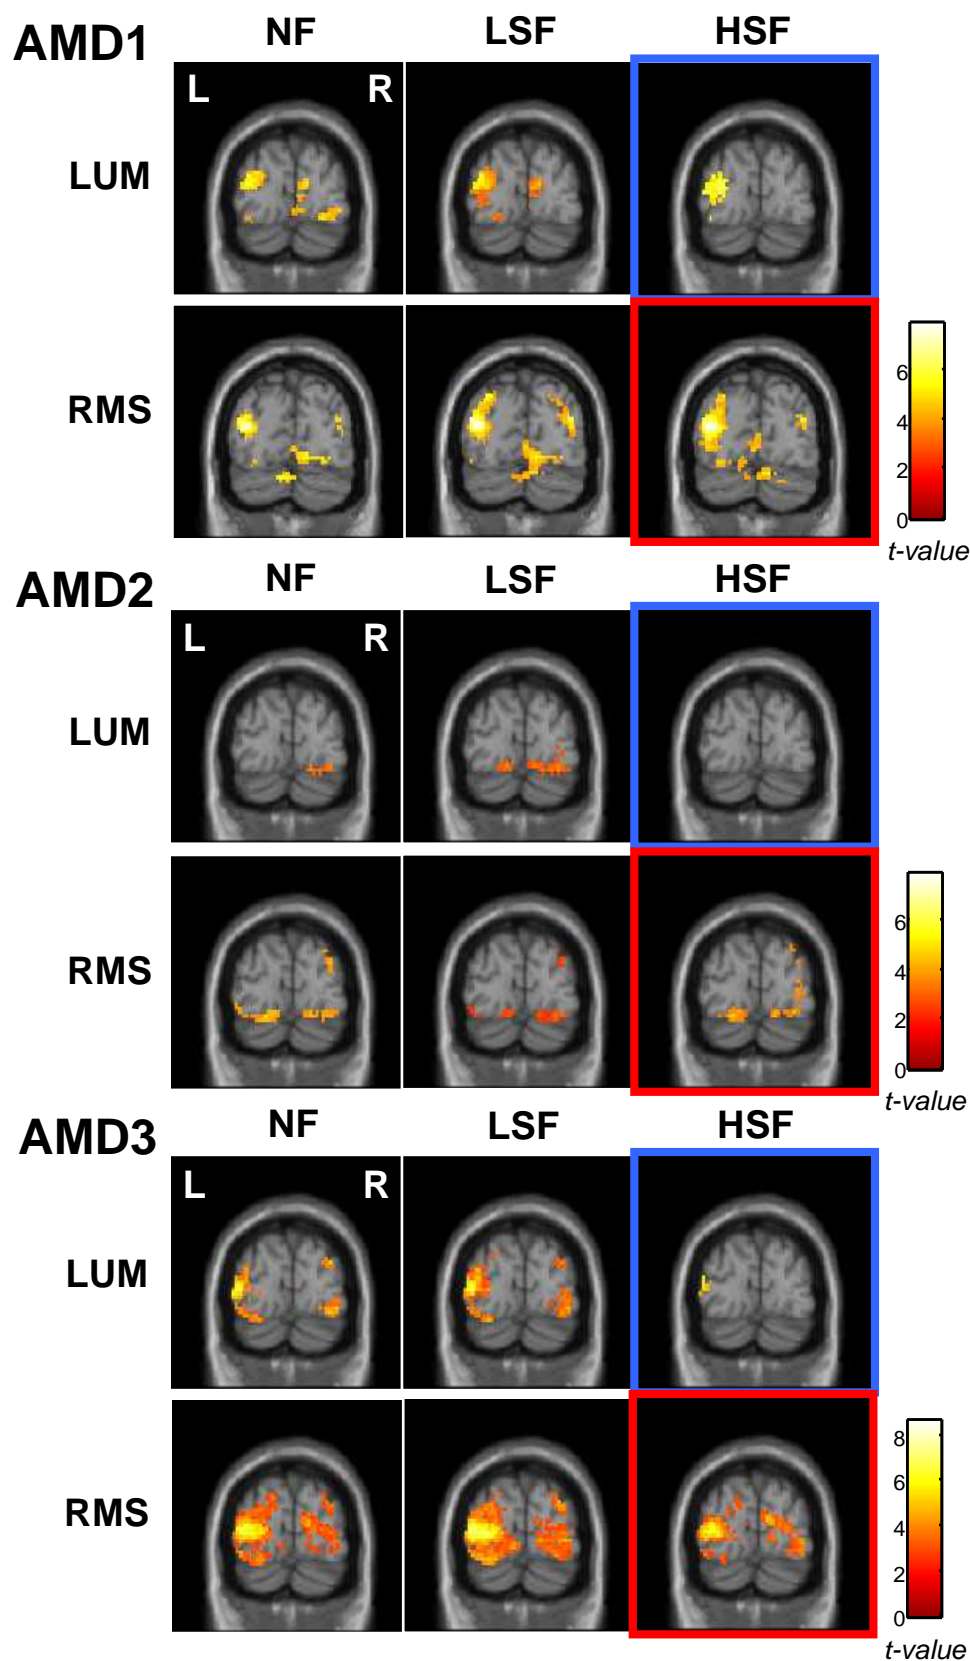 AMD1 NF LSF HSF
L R
LUM
RMS
6
4
2
0
t-value
AMD2 NF LSF HSF
L R
LUM
RMS
6
4
2
0
t-value
AMD3 NF LSF HSF
L R
LUM
RMS
8
6
4
2
0
t-value